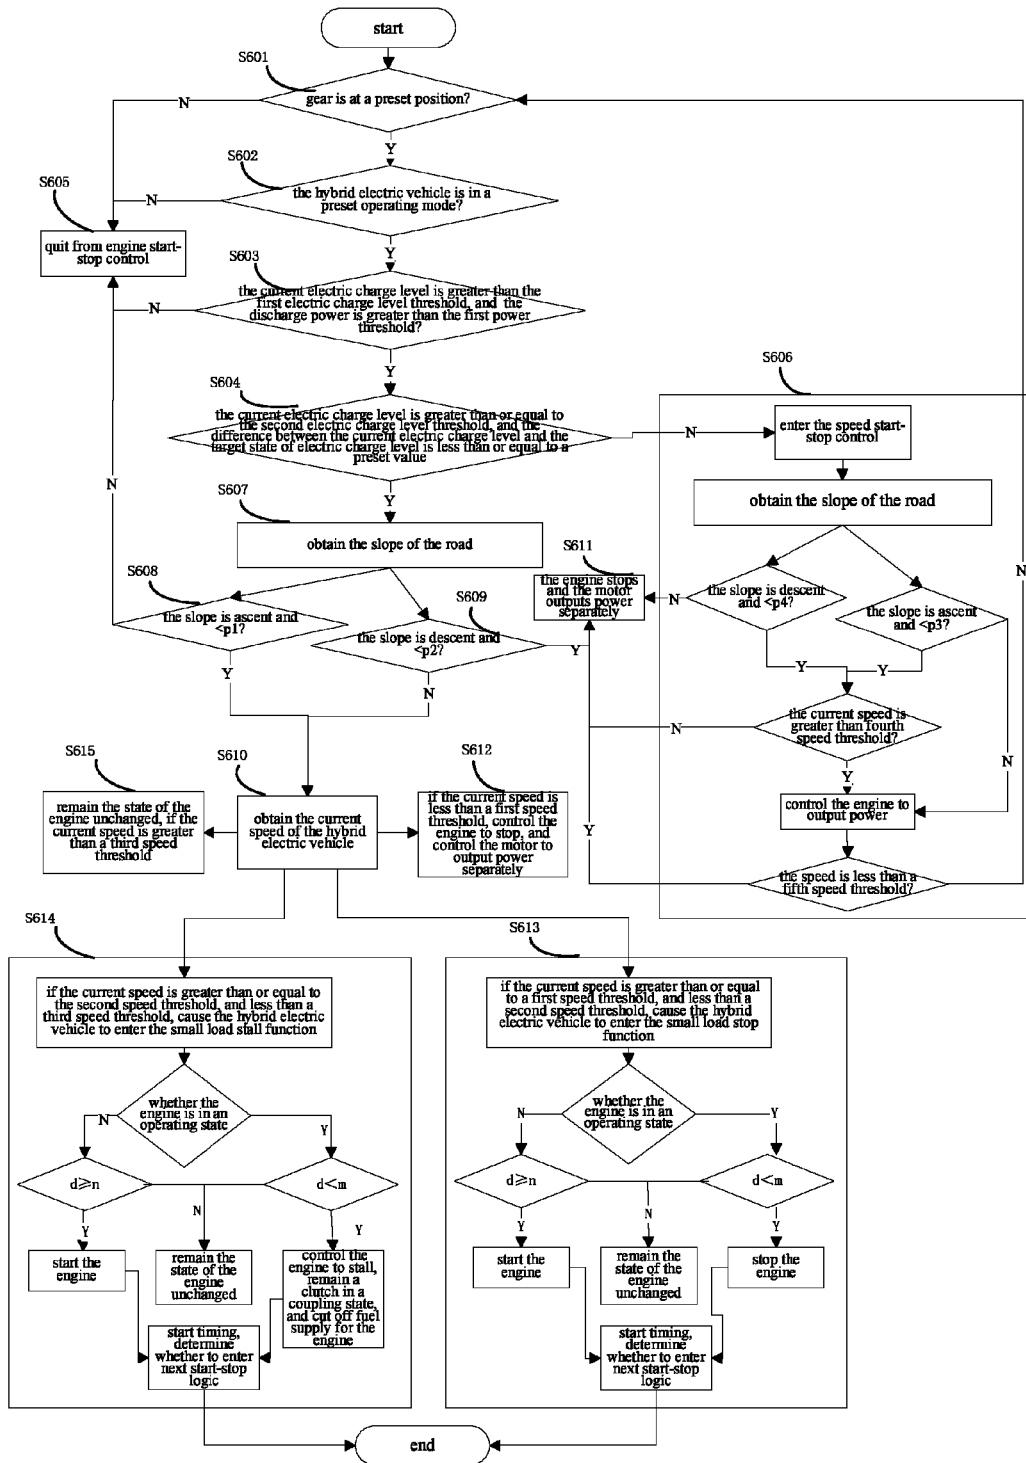 start
S601
gear is at a preset position?
N
Y
S602
the hybrid electric vehicle is in a
preset operating mode?
N
S605
quit from engine start-
stop control
Y
S603
the current electric charge level is greater than the
first electric charge level threshold, and the
discharge power is greater than the first power
threshold?
N
Y
S604
the current electric charge level is greater than or equal to
the second electric charge level threshold, and the
difference between the current electric charge level and the
target state of electric charge level is less than or equal to a
preset value
N
S606
enter the speed start-
stop control
obtain the slope of the road
Y
N
S607
obtain the slope of the road
S608
the slope is ascent and
<p1?
S609
the slope is descent and
<p2?
S611
the engine stops
and the motor
outputs power
separately
N
the slope is descent
and <p4?
the slope is ascent
and <p3?
N
Y
Y
Y
Y
N
the current speed is
greater than fourth
speed threshold?
N
N
Y
control the engine to
output power
Y
the speed is less than a
fifth speed threshold?
S615
remain the state of the
engine unchanged, if the
current speed is greater
than a third speed
threshold
S610
obtain the current
speed of the hybrid
electric vehicle
S612
if the current speed is
less than a first speed
threshold, control the
engine to stop, and
control the motor to
output power
separately
S614
if the current speed is greater than or equal to
the second speed threshold, and less than a
third speed threshold, cause the hybrid electric
vehicle to enter the small load stall function
whether the
engine is in an
operating state
N
Y
d≥n
d<m
Y
N
Y
start the
engine
remain the
state of the
engine
unchanged
control the
engine to stall,
remain a
clutch in a
coupling state,
and cut off fuel
supply for the
engine
start timing,
determine
whether to enter
next start-stop
logic
S613
if the current speed is greater than or equal
to a first speed threshold, and less than a
second speed threshold, cause the hybrid
electric vehicle to enter the small load stop
function
whether the
engine is in an
operating state
N
Y
d≥n
d<m
Y
N
Y
start the
engine
remain the
state of the
engine
unchanged
stop the
engine
start timing,
determine
whether to enter
next start-stop
logic
end